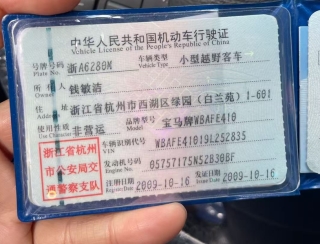 中华人民共和国机动车行驶证
Vehicle License of the People's Republic of China
号牌号码 浙A6280N 车辆类型 小型越野客车
Plate No. Vehicle Type
所有人 钱敏洁
Owner
住址 浙江省杭州市西湖区绿园（白兰苑）1-601
Address
使用性质 非营运 品牌型号 宝马牌WBAFE410
Use Character Model
浙江省杭州
市公安局交
通警察支队
车辆识别代号 WBAFE41019L252835
VIN
发动机号码 05757175N52B30BF
Engine No.
注册日期 2009-10-16 发证日期 2009-10-16
Register Date Issue Date